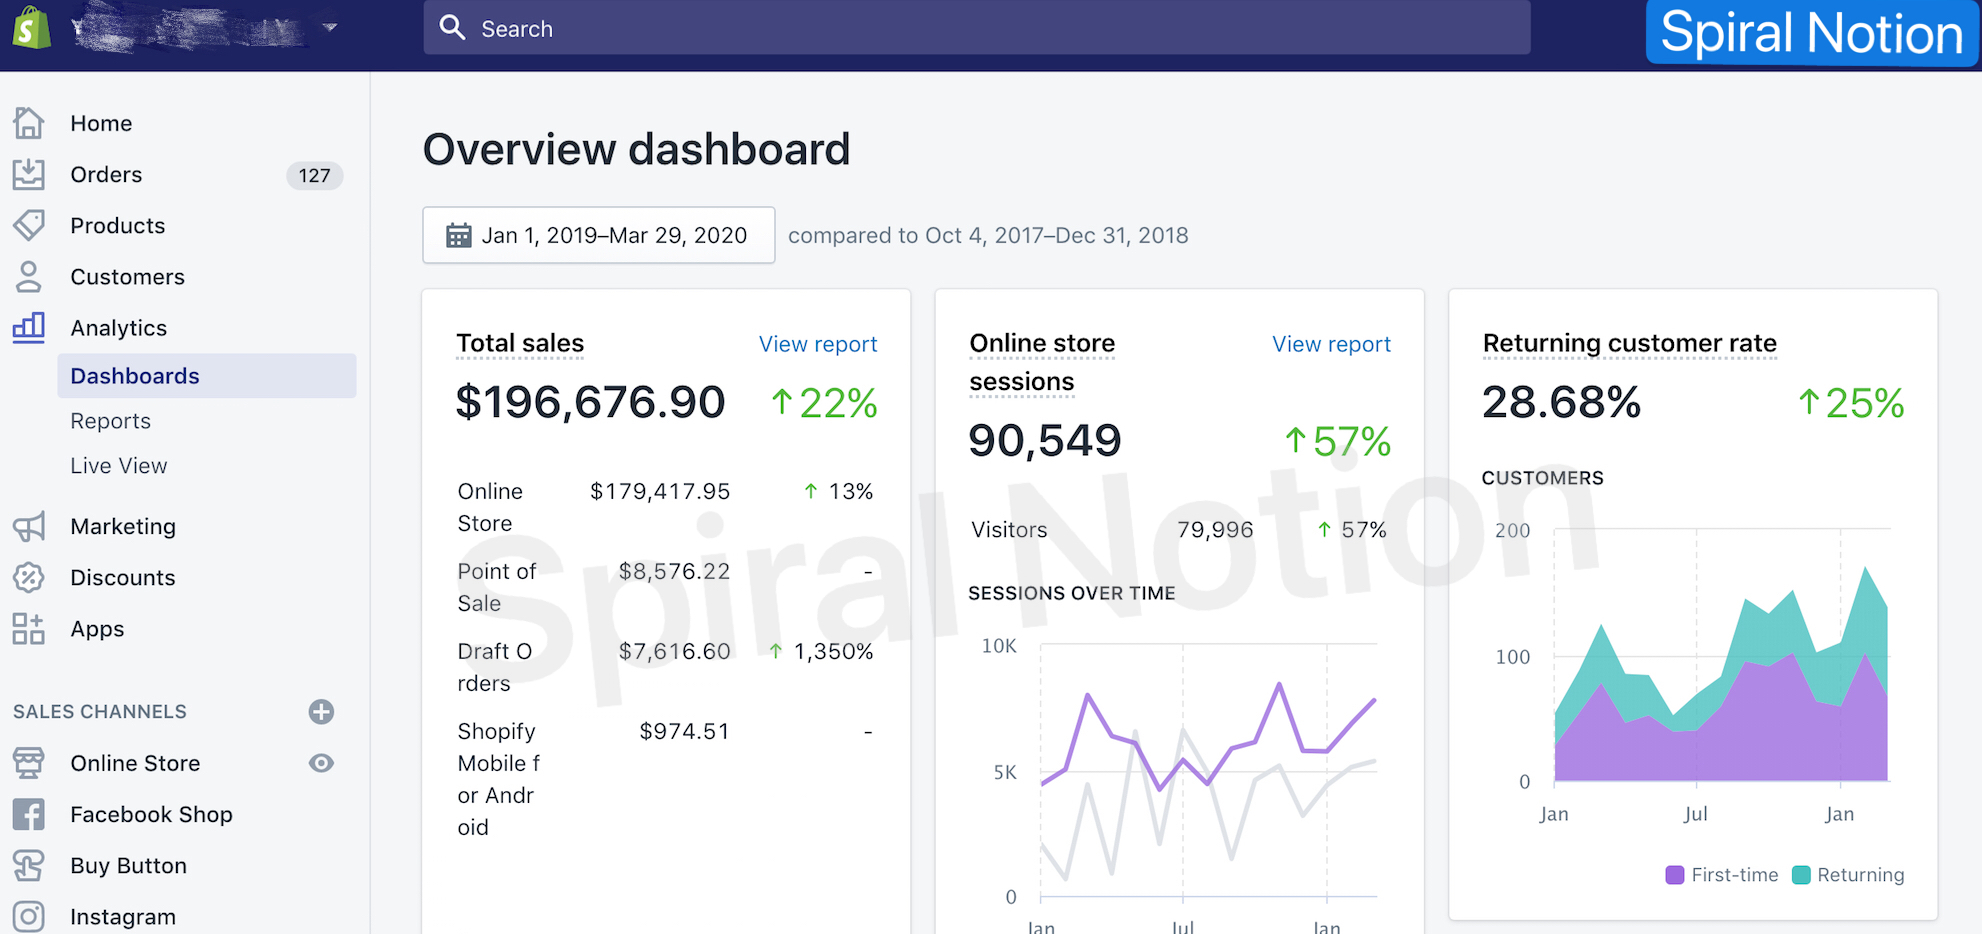 Search
Spiral Notion
Home
Orders 127
Products
Customers
Analytics
Dashboards
Reports
Live View
Marketing
Discounts
Apps
SALES CHANNELS
Online Store
Facebook Shop
Buy Button
Instagram
Overview dashboard
Jan 1, 2019–Mar 29, 2020 compared to Oct 4, 2017–Dec 31, 2018
Total sales View report
$196,676.90 ↑22%
Online $179,417.95 ↑ 13%
Store
Point of $8,576.22 -
Sale
Draft O $7,616.60 ↑ 1,350%
rders
Shopify $974.51 -
Mobile f
or Andr
oid
Online store View report
sessions
90,549 ↑57%
Visitors 79,996 ↑ 57%
SESSIONS OVER TIME
10K
5K
0
Jan Jul Jan
Returning customer rate
28.68% ↑25%
CUSTOMERS
200
100
0
Jan Jul Jan
First-time Returning
Spiral Notion